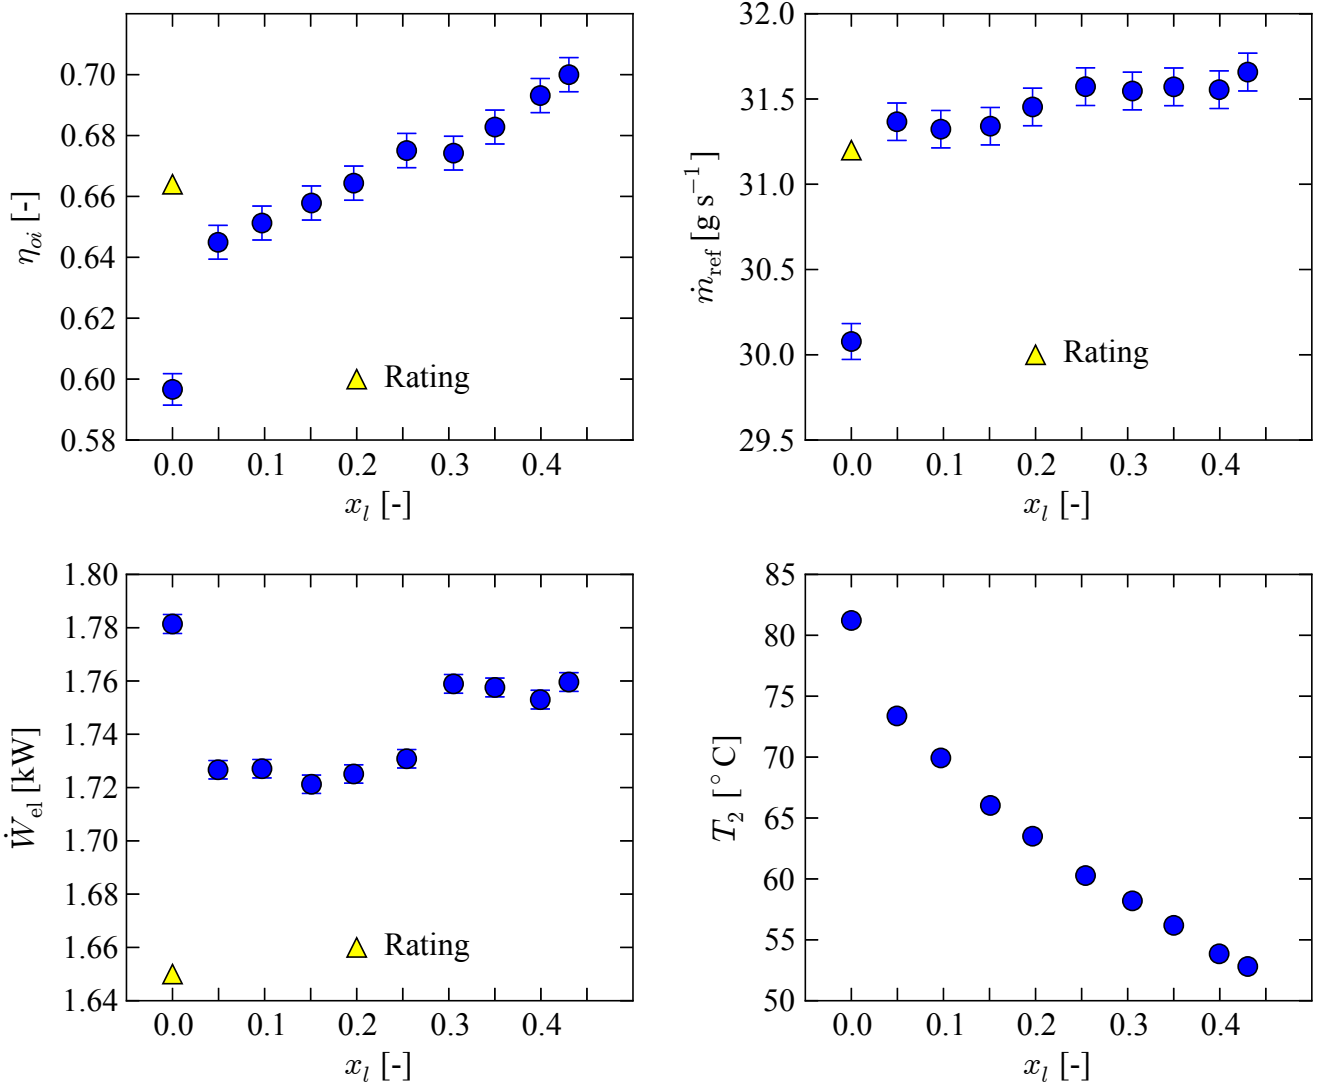 0.70
0.68
0.66
0.64
0.62
0.60
0.58
η_oi [-]
Rating
0.0 0.1 0.2 0.3 0.4
x_l [-]
32.0
31.5
31.0
30.5
30.0
29.5
ṁ_ref [g s⁻¹]
Rating
0.0 0.1 0.2 0.3 0.4
x_l [-]
1.80
1.78
1.76
1.74
1.72
1.70
1.68
1.66
1.64
Ẇ_el [kW]
Rating
0.0 0.1 0.2 0.3 0.4
x_l [-]
85
80
75
70
65
60
55
50
T_2 [°C]
0.0 0.1 0.2 0.3 0.4
x_l [-]